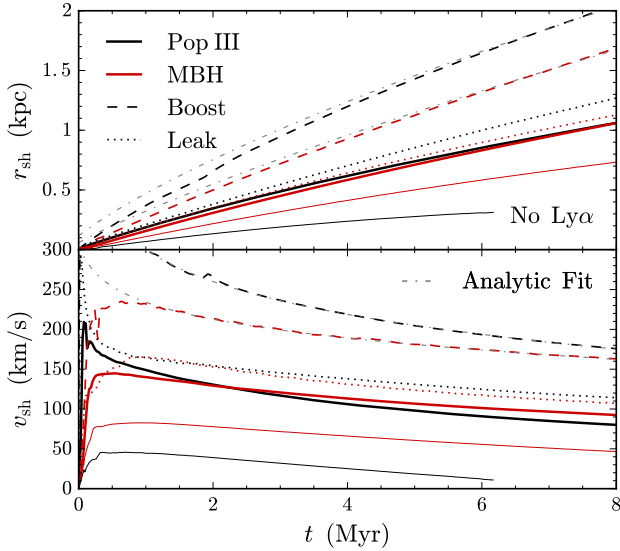 2
1.5
1
0.5
300
r_sh (kpc)
Pop III
MBH
Boost
Leak
No Lyα
250
200
150
100
50
0
v_sh (km/s)
Analytic Fit
0 2 4 6 8
t (Myr)